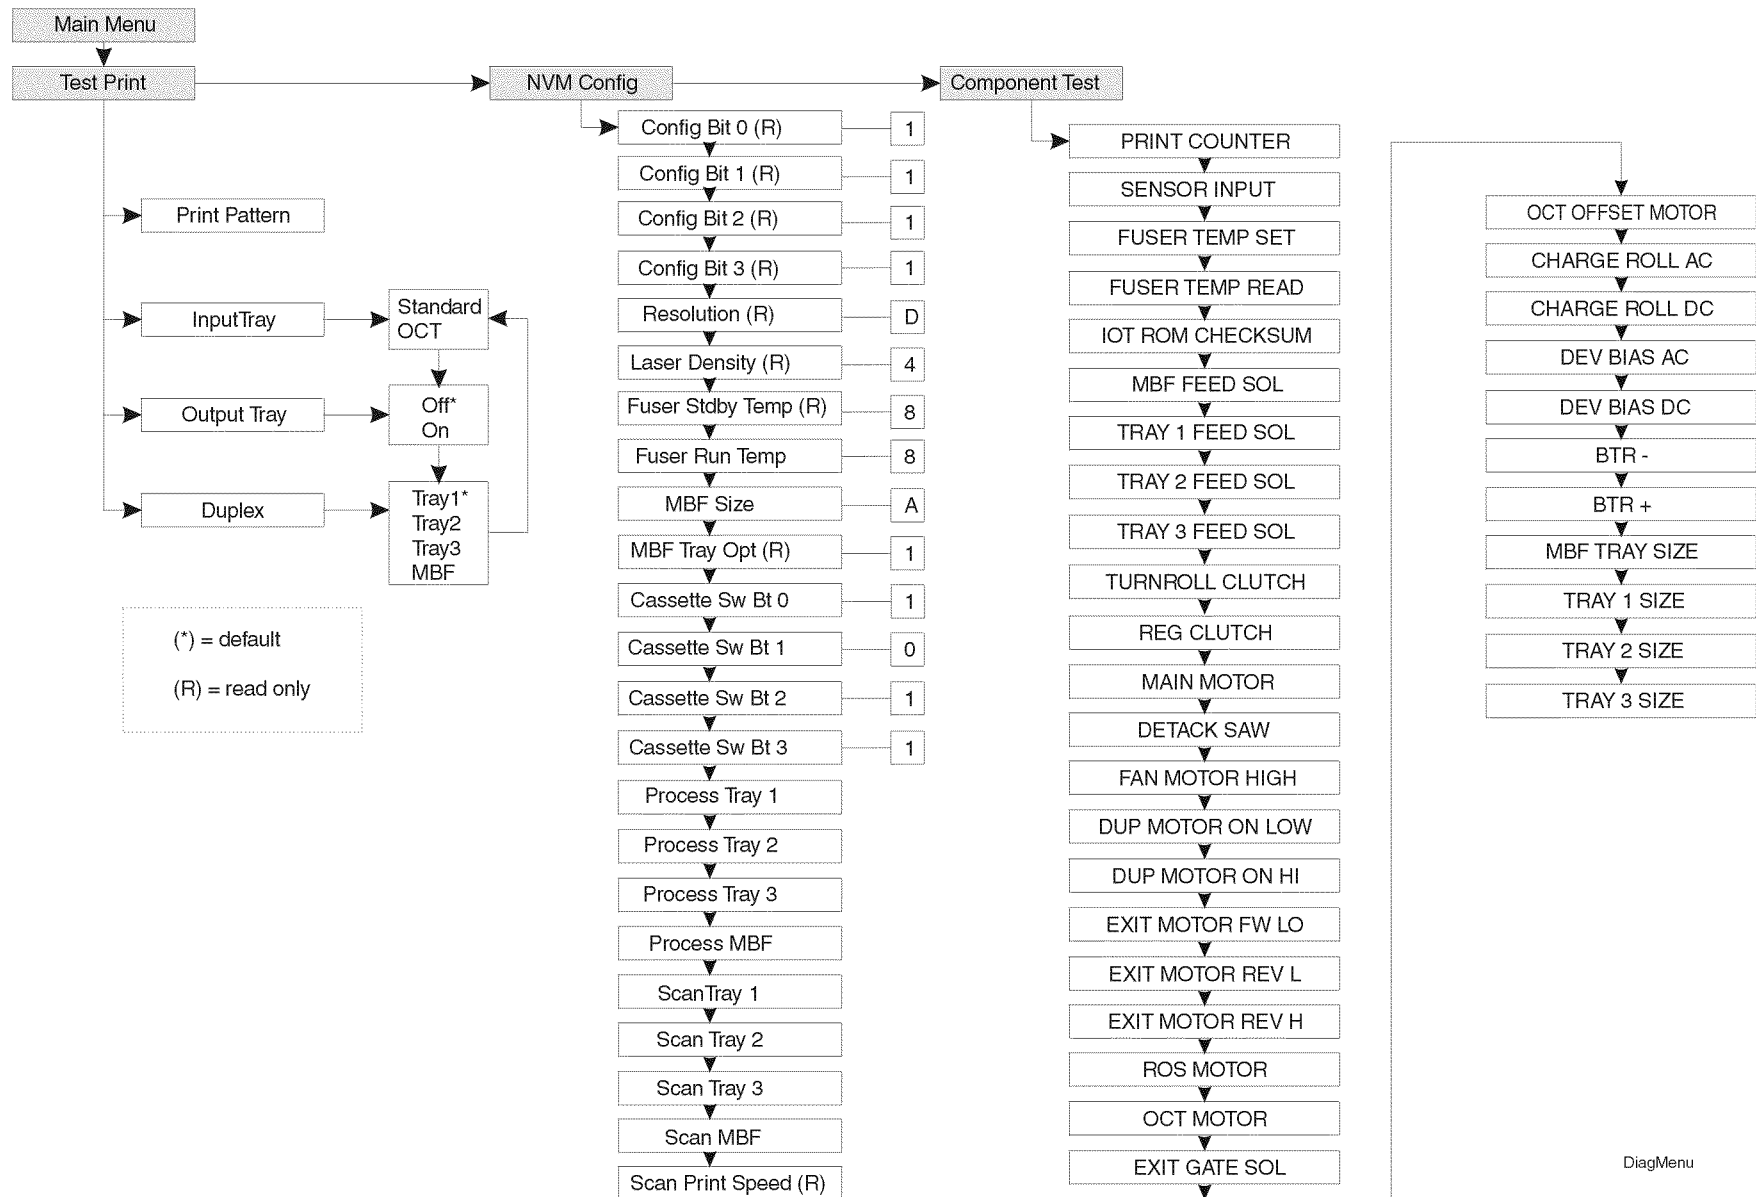 Main Menu
Test Print
NVM Config
Component Test
Print Pattern
InputTray
Standard
OCT
Output Tray
Off*
On
Duplex
Tray1*
Tray2
Tray3
MBF
(*) = default
(R) = read only
Config Bit 0 (R) 1
Config Bit 1 (R) 1
Config Bit 2 (R) 1
Config Bit 3 (R) 1
Resolution (R) D
Laser Density (R) 4
Fuser Stdby Temp (R) 8
Fuser Run Temp 8
MBF Size A
MBF Tray Opt (R) 1
Cassette Sw Bt 0 1
Cassette Sw Bt 1 0
Cassette Sw Bt 2 1
Cassette Sw Bt 3 1
Process Tray 1
Process Tray 2
Process Tray 3
Process MBF
ScanTray 1
Scan Tray 2
Scan Tray 3
Scan MBF
Scan Print Speed (R)
PRINT COUNTER
SENSOR INPUT
FUSER TEMP SET
FUSER TEMP READ
IOT ROM CHECKSUM
MBF FEED SOL
TRAY 1 FEED SOL
TRAY 2 FEED SOL
TRAY 3 FEED SOL
TURNROLL CLUTCH
REG CLUTCH
MAIN MOTOR
DETACK SAW
FAN MOTOR HIGH
DUP MOTOR ON LOW
DUP MOTOR ON HI
EXIT MOTOR FW LO
EXIT MOTOR REV L
EXIT MOTOR REV H
ROS MOTOR
OCT MOTOR
EXIT GATE SOL
OCT OFFSET MOTOR
CHARGE ROLL AC
CHARGE ROLL DC
DEV BIAS AC
DEV BIAS DC
BTR -
BTR +
MBF TRAY SIZE
TRAY 1 SIZE
TRAY 2 SIZE
TRAY 3 SIZE
DiagMenu